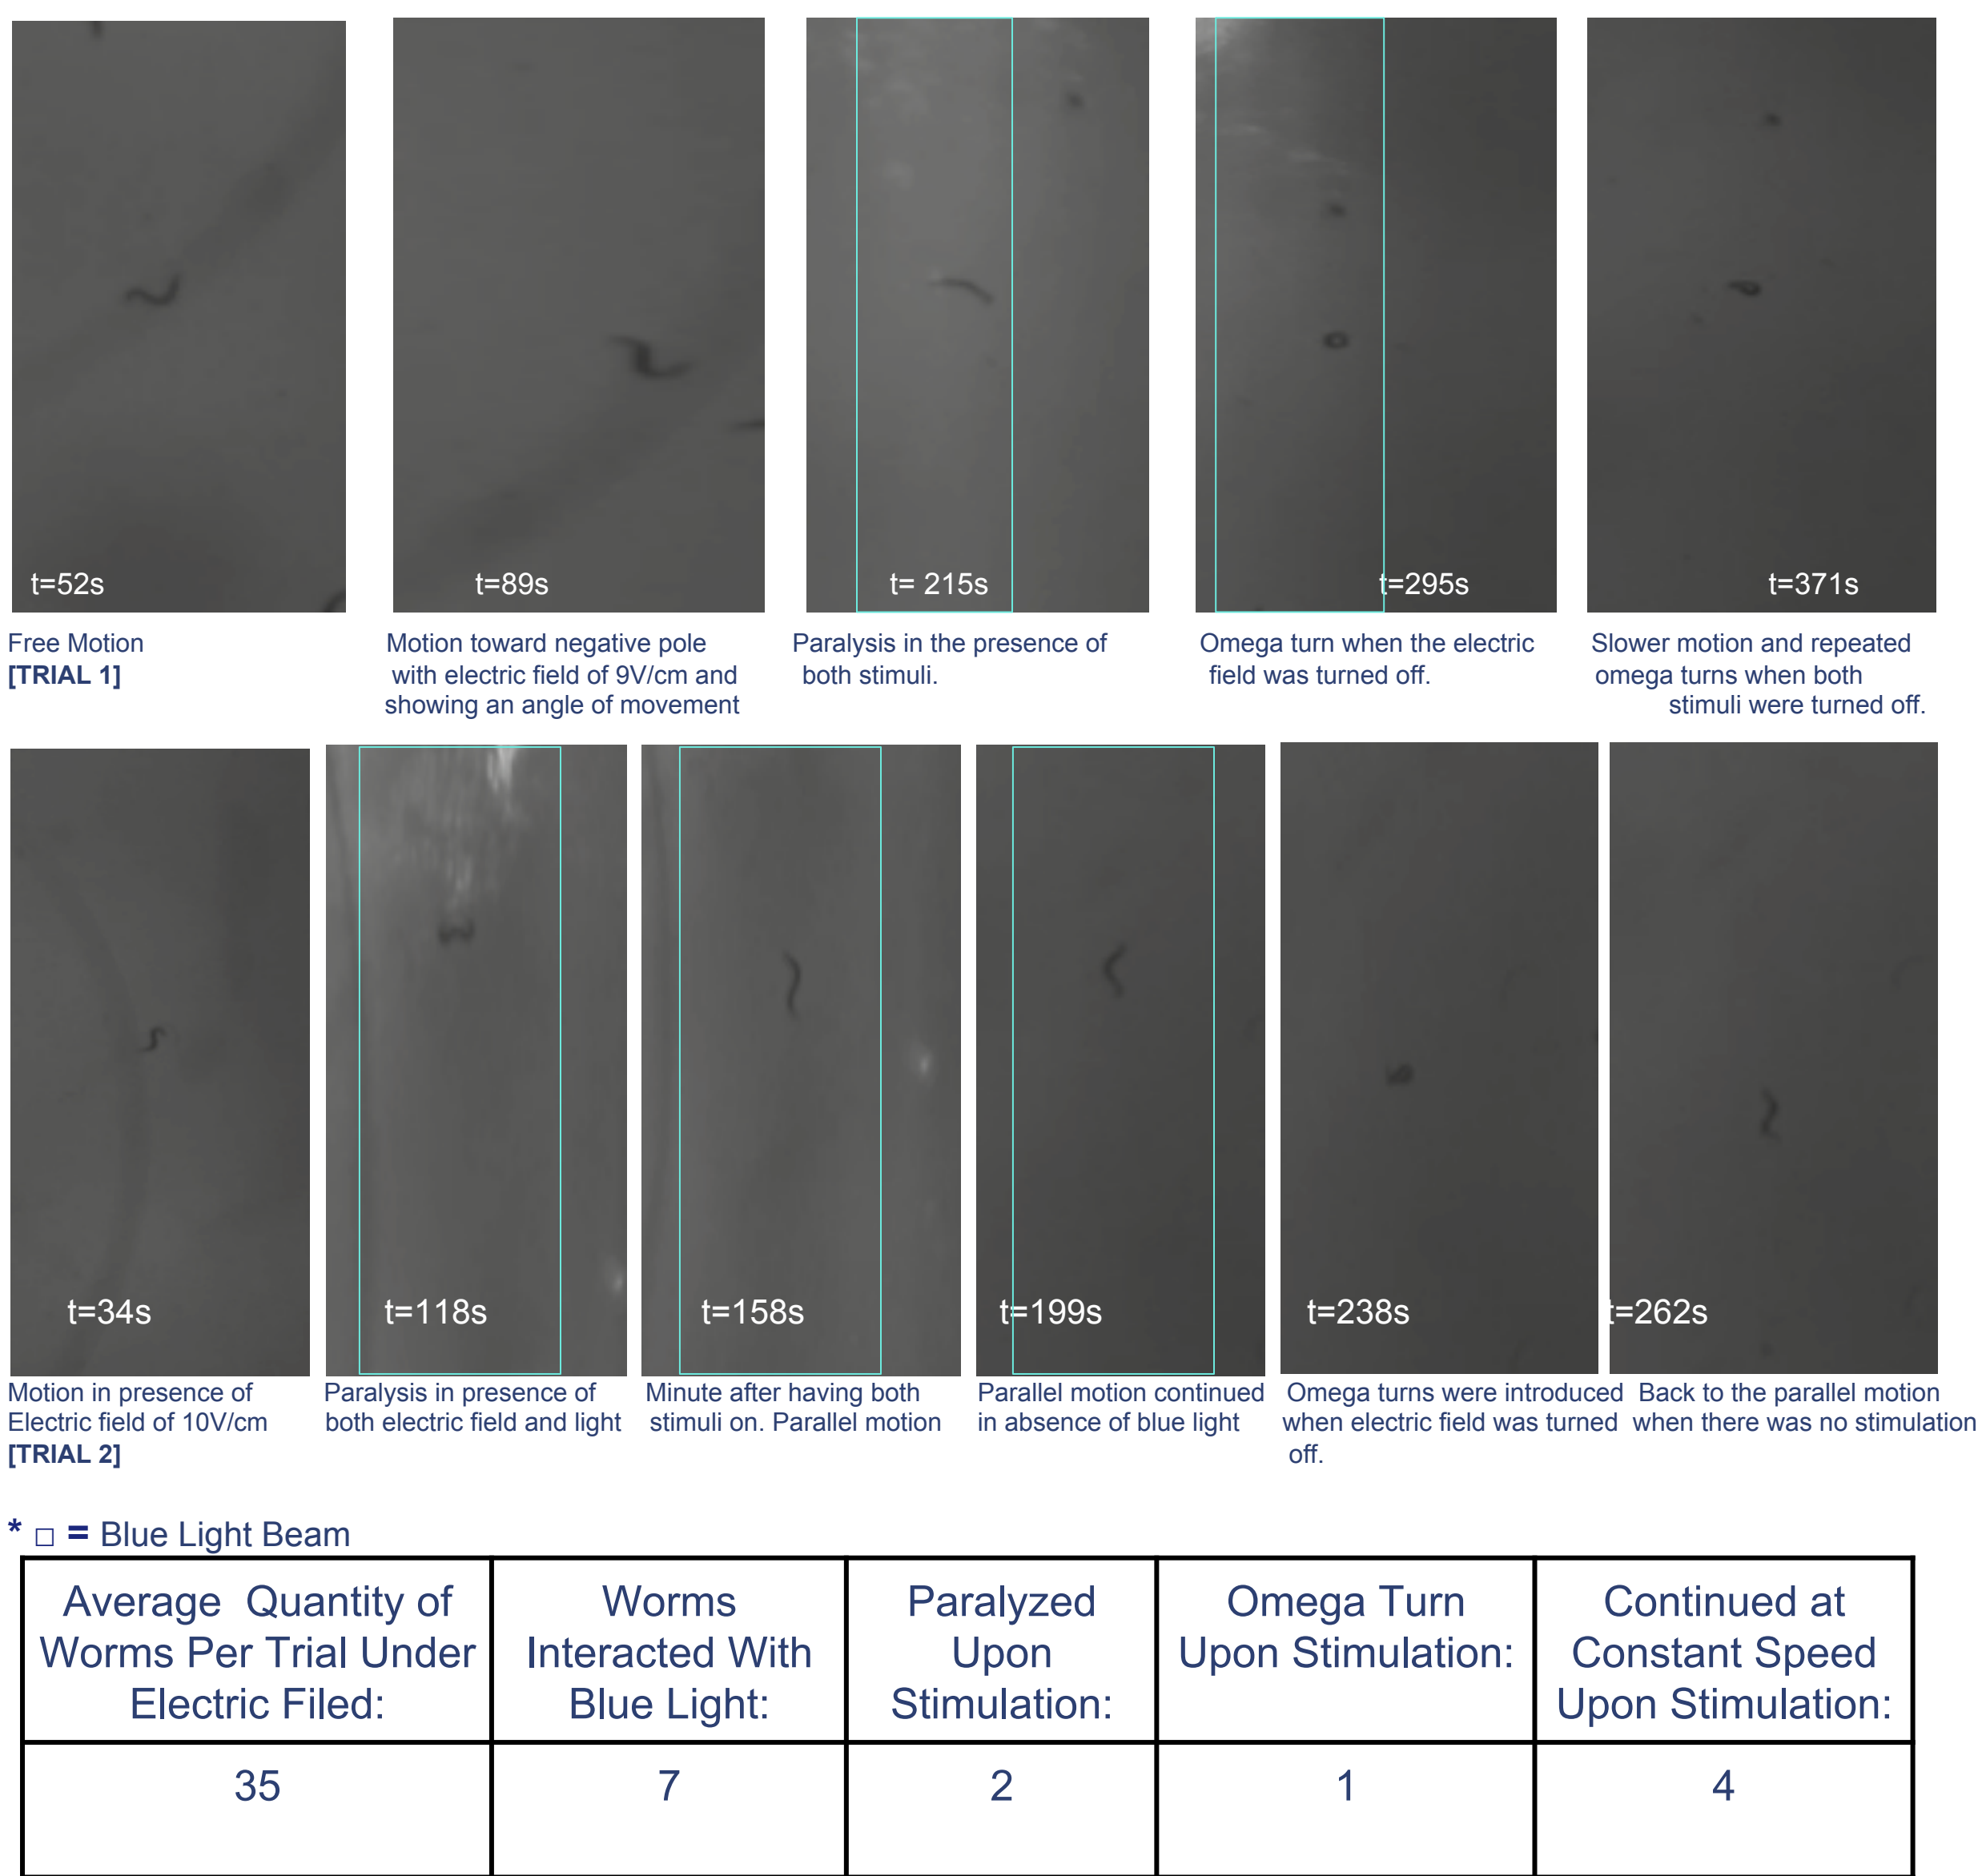 t=52s
t=89s
t= 215s
t=295s
t=371s
Free Motion
[TRIAL 1]
Motion toward negative pole
with electric field of 9V/cm and
showing an angle of movement
Paralysis in the presence of
both stimuli.
Omega turn when the electric
field was turned off.
Slower motion and repeated
omega turns when both
stimuli were turned off.
t=34s
t=118s
t=158s
t=199s
t=238s
t=262s
Motion in presence of
Electric field of 10V/cm
[TRIAL 2]
Paralysis in presence of
both electric field and light
Minute after having both
stimuli on. Parallel motion
Parallel motion continued
in absence of blue light
Omega turns were introduced
when electric field was turned
off.
Back to the parallel motion
when there was no stimulation
* □ = Blue Light Beam
Average Quantity of
Worms Per Trial Under
Electric Filed:
Worms
Interacted With
Blue Light:
Paralyzed
Upon
Stimulation:
Omega Turn
Upon Stimulation:
Continued at
Constant Speed
Upon Stimulation:
35
7
2
1
4